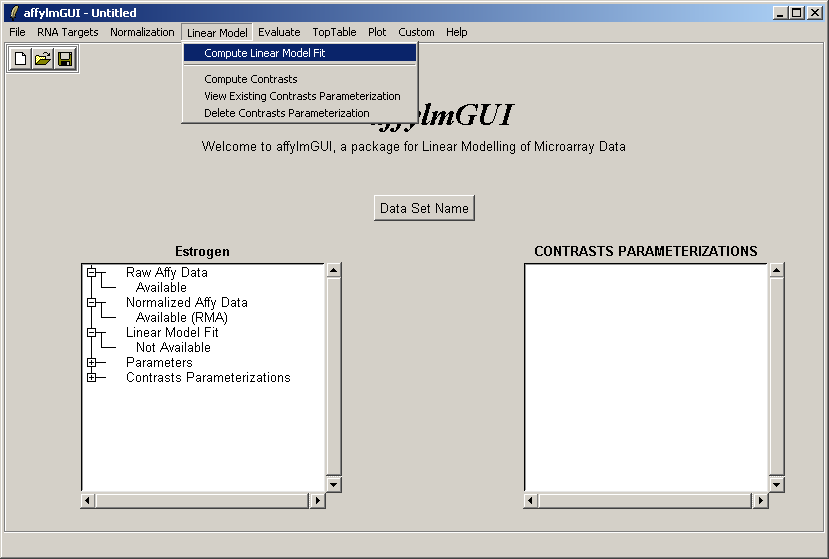 affylmGUI - Untitled
File RNA Targets Normalization Linear Model Evaluate TopTable Plot Custom Help
Compute Linear Model Fit
Compute Contrasts
View Existing Contrasts Parameterization
Delete Contrasts Parameterization
affylmGUI
Welcome to affylmGUI, a package for Linear Modelling of Microarray Data
Data Set Name
Estrogen
Raw Affy Data
Available
Normalized Affy Data
Available (RMA)
Linear Model Fit
Not Available
Parameters
Contrasts Parameterizations
CONTRASTS PARAMETERIZATIONS